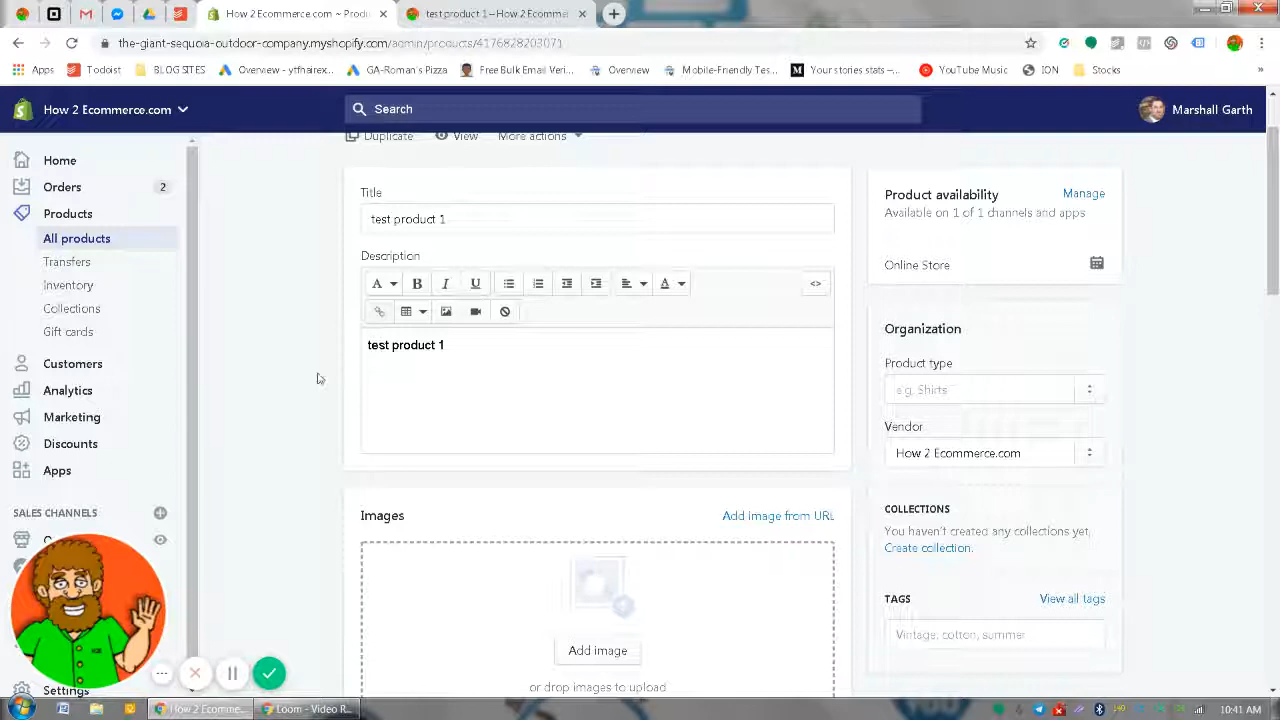 How 2 Ecommerce.com ~ Produ
test product 1 – How 2 Ecommerc
the-giant-sequoia-outdoor-company.myshopify.com
Apps
Todoist
BLOG SITES
Overview - ythfairre...
GA-Roman's Pizza
Free Bulk Email Veri...
Overview
Mobile-Friendly Tes...
Your stories stats –...
YouTube Music
ION
Stocks
»
How 2 Ecommerce.com
Search
Marshall Garth
Duplicate
View
More actions
Home
Orders
2
Products
All products
Transfers
Inventory
Collections
Gift cards
Customers
Analytics
Marketing
Discounts
Apps
SALES CHANNELS
Settings
Title
test product 1
Description
A
B
I
U
A
<>
test product 1
Images
Add image from URL
Add image
or drop images to upload
Product availability
Manage
Available on 1 of 1 channels and apps
Online Store
Organization
Product type
e.g. Shirts
Vendor
How 2 Ecommerce.com
COLLECTIONS
You haven't created any collections yet.
Create collection.
TAGS
View all tags
Vintage, cotton, summer
How 2 Ecomme...
Loom – Video R...
10:41 AM